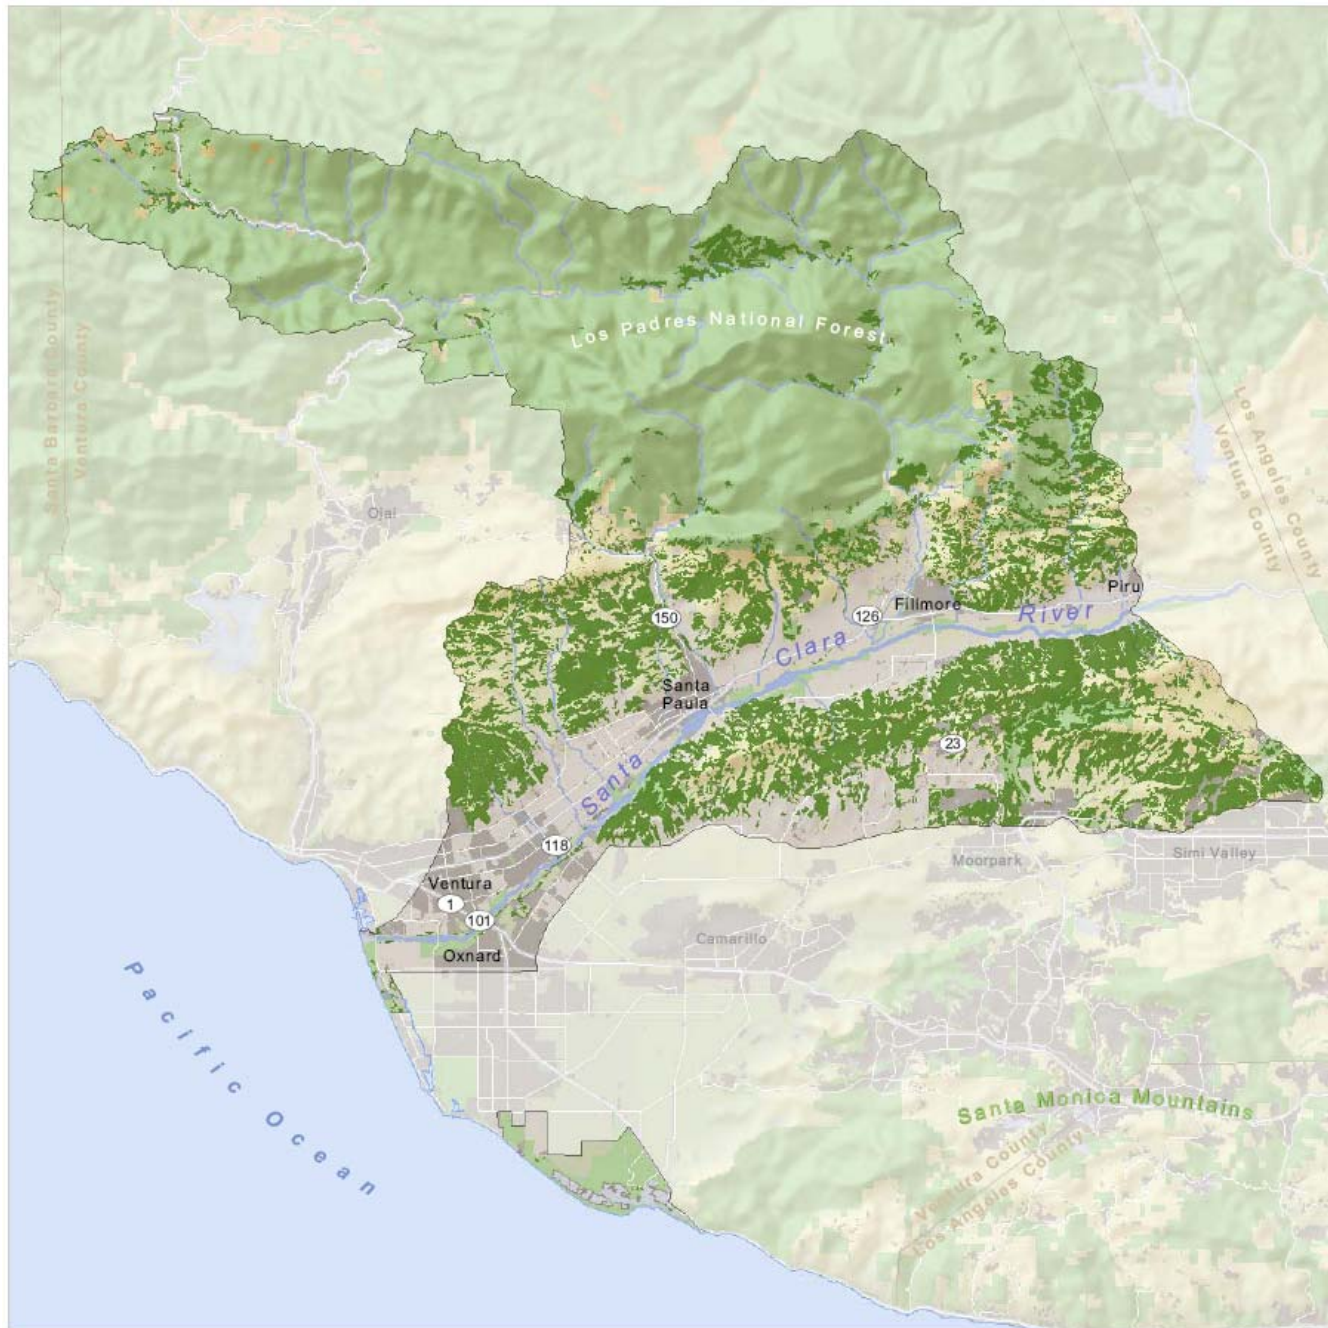 Los Padres National Forest
Santa Barbara County
Ventura County
Los Angeles County
Ventura County
Ojai
Piru
Fillmore
126
150
Santa Clara River
Santa
Paula
23
118
Moorpark
Simi Valley
Ventura
1
101
Oxnard
Camarillo
Pacific Ocean
Santa Monica Mountains
Ventura County
Los Angeles County